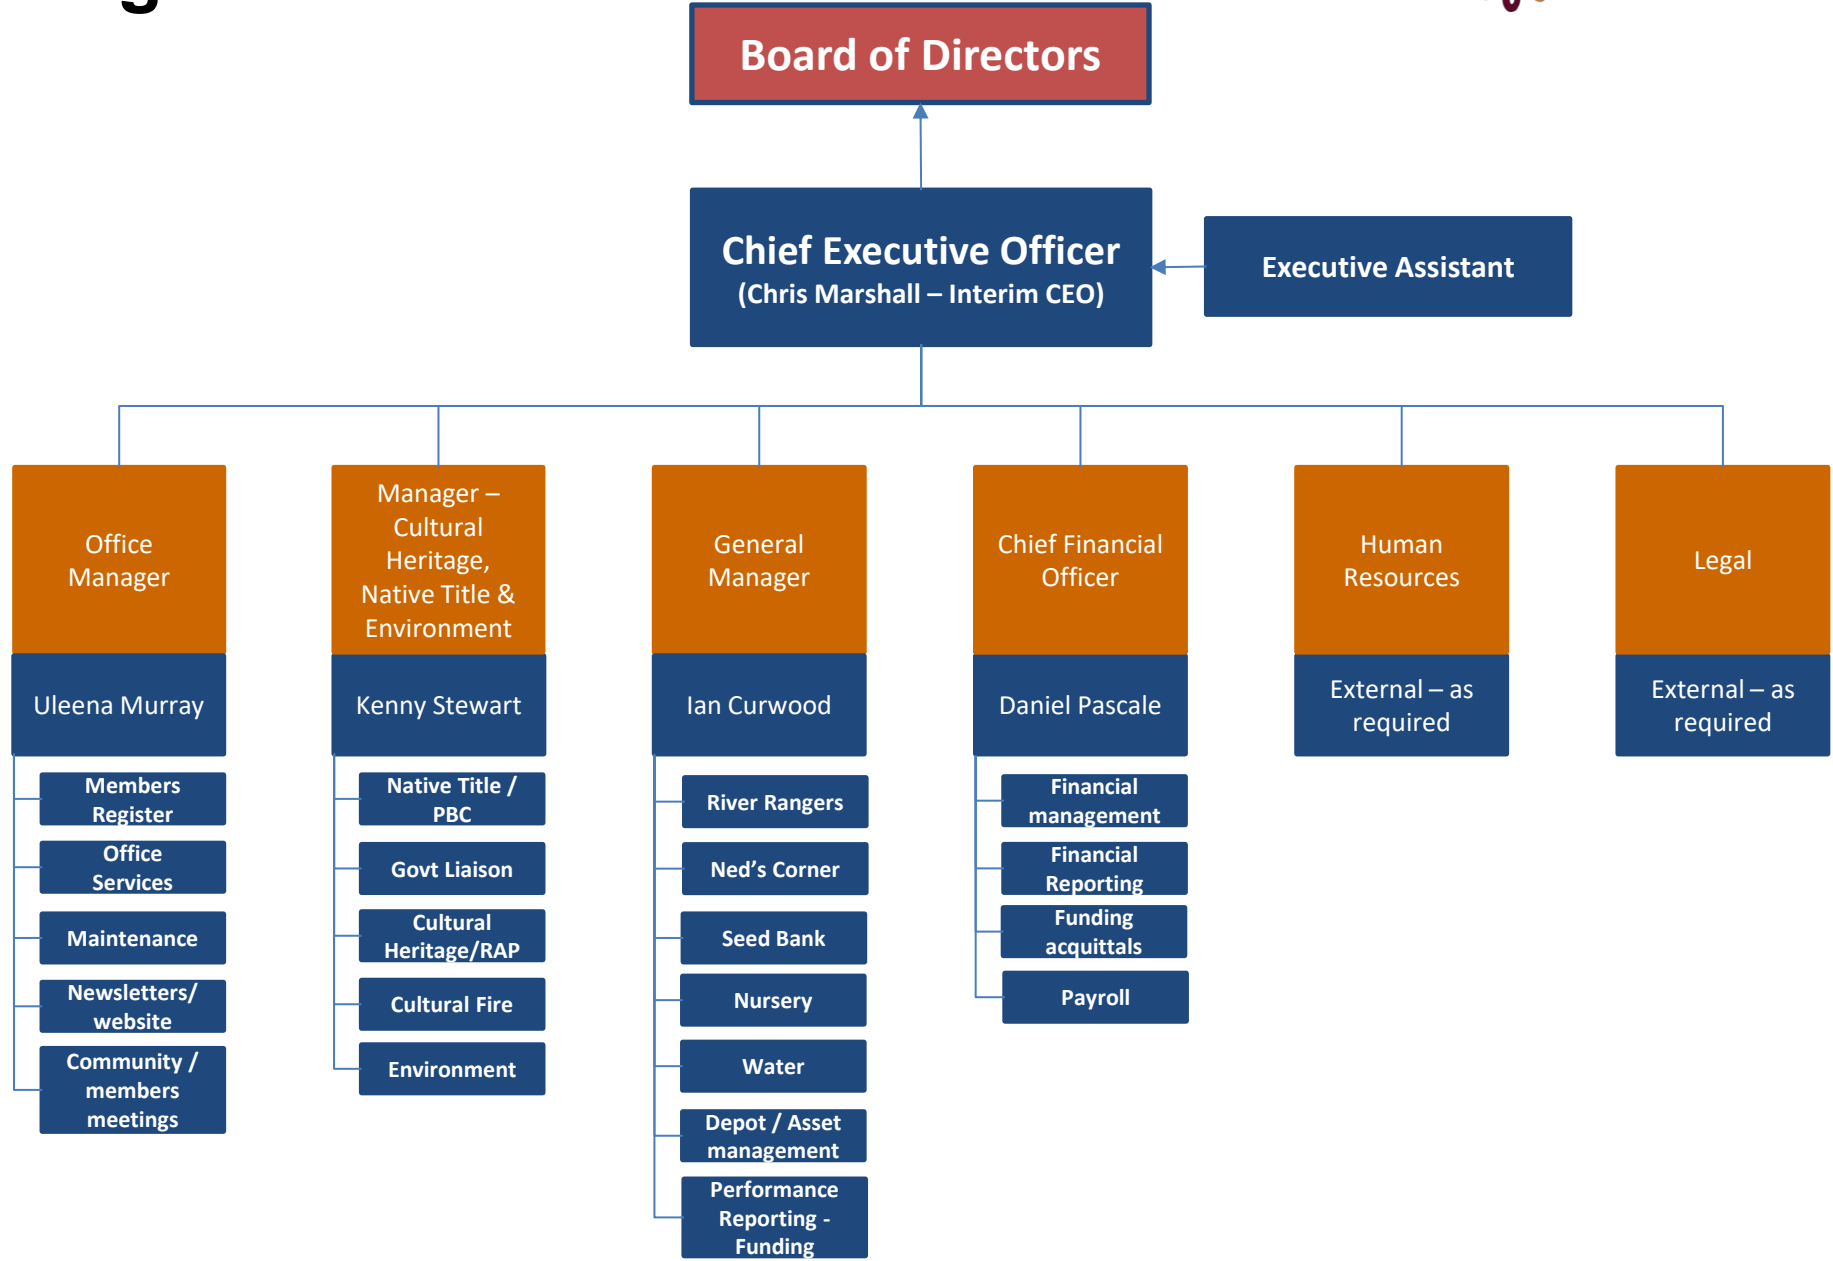 Board of Directors
Chief Executive Officer
(Chris Marshall – Interim CEO)
Executive Assistant
Office
Manager
Uleena Murray
Members
Register
Office
Services
Maintenance
Newsletters/
website
Community /
members
meetings
Manager –
Cultural
Heritage,
Native Title &
Environment
Kenny Stewart
Native Title /
PBC
Govt Liaison
Cultural
Heritage/RAP
Cultural Fire
Environment
General
Manager
Ian Curwood
River Rangers
Ned’s Corner
Seed Bank
Nursery
Water
Depot / Asset
management
Performance
Reporting -
Funding
Chief Financial
Officer
Daniel Pascale
Financial
management
Financial
Reporting
Funding
acquittals
Payroll
Human
Resources
External – as
required
Legal
External – as
required